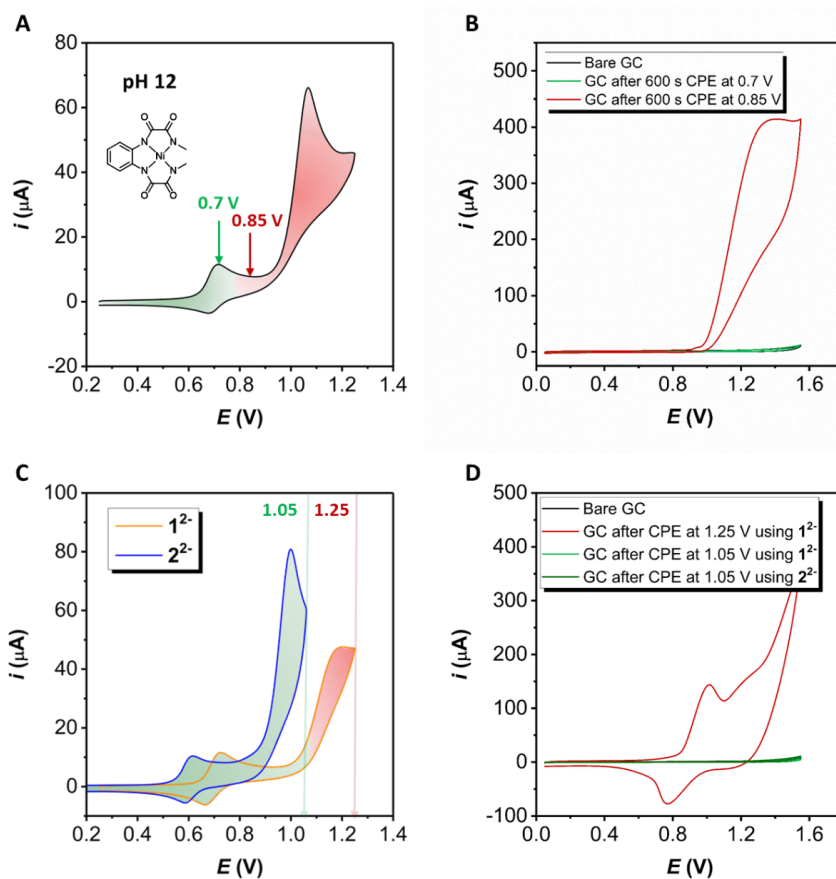 A
80
60
40
20
0
-20
i (µA)
pH 12
O
O
N
N
Ni
N
N
O
O
0.7 V
0.85 V
0.2 0.4 0.6 0.8 1.0 1.2 1.4
E (V)
B
500
400
300
200
100
0
i (µA)
Bare GC
GC after 600 s CPE at 0.7 V
GC after 600 s CPE at 0.85 V
0.0 0.4 0.8 1.2 1.6
E (V)
C
100
80
60
40
20
0
i (µA)
1²⁻
2²⁻
1.05 1.25
0.2 0.4 0.6 0.8 1.0 1.2 1.4
E (V)
D
500
400
300
200
100
0
-100
i (µA)
Bare GC
GC after CPE at 1.25 V using 1²⁻
GC after CPE at 1.05 V using 1²⁻
GC after CPE at 1.05 V using 2²⁻
0.0 0.4 0.8 1.2 1.6
E (V)